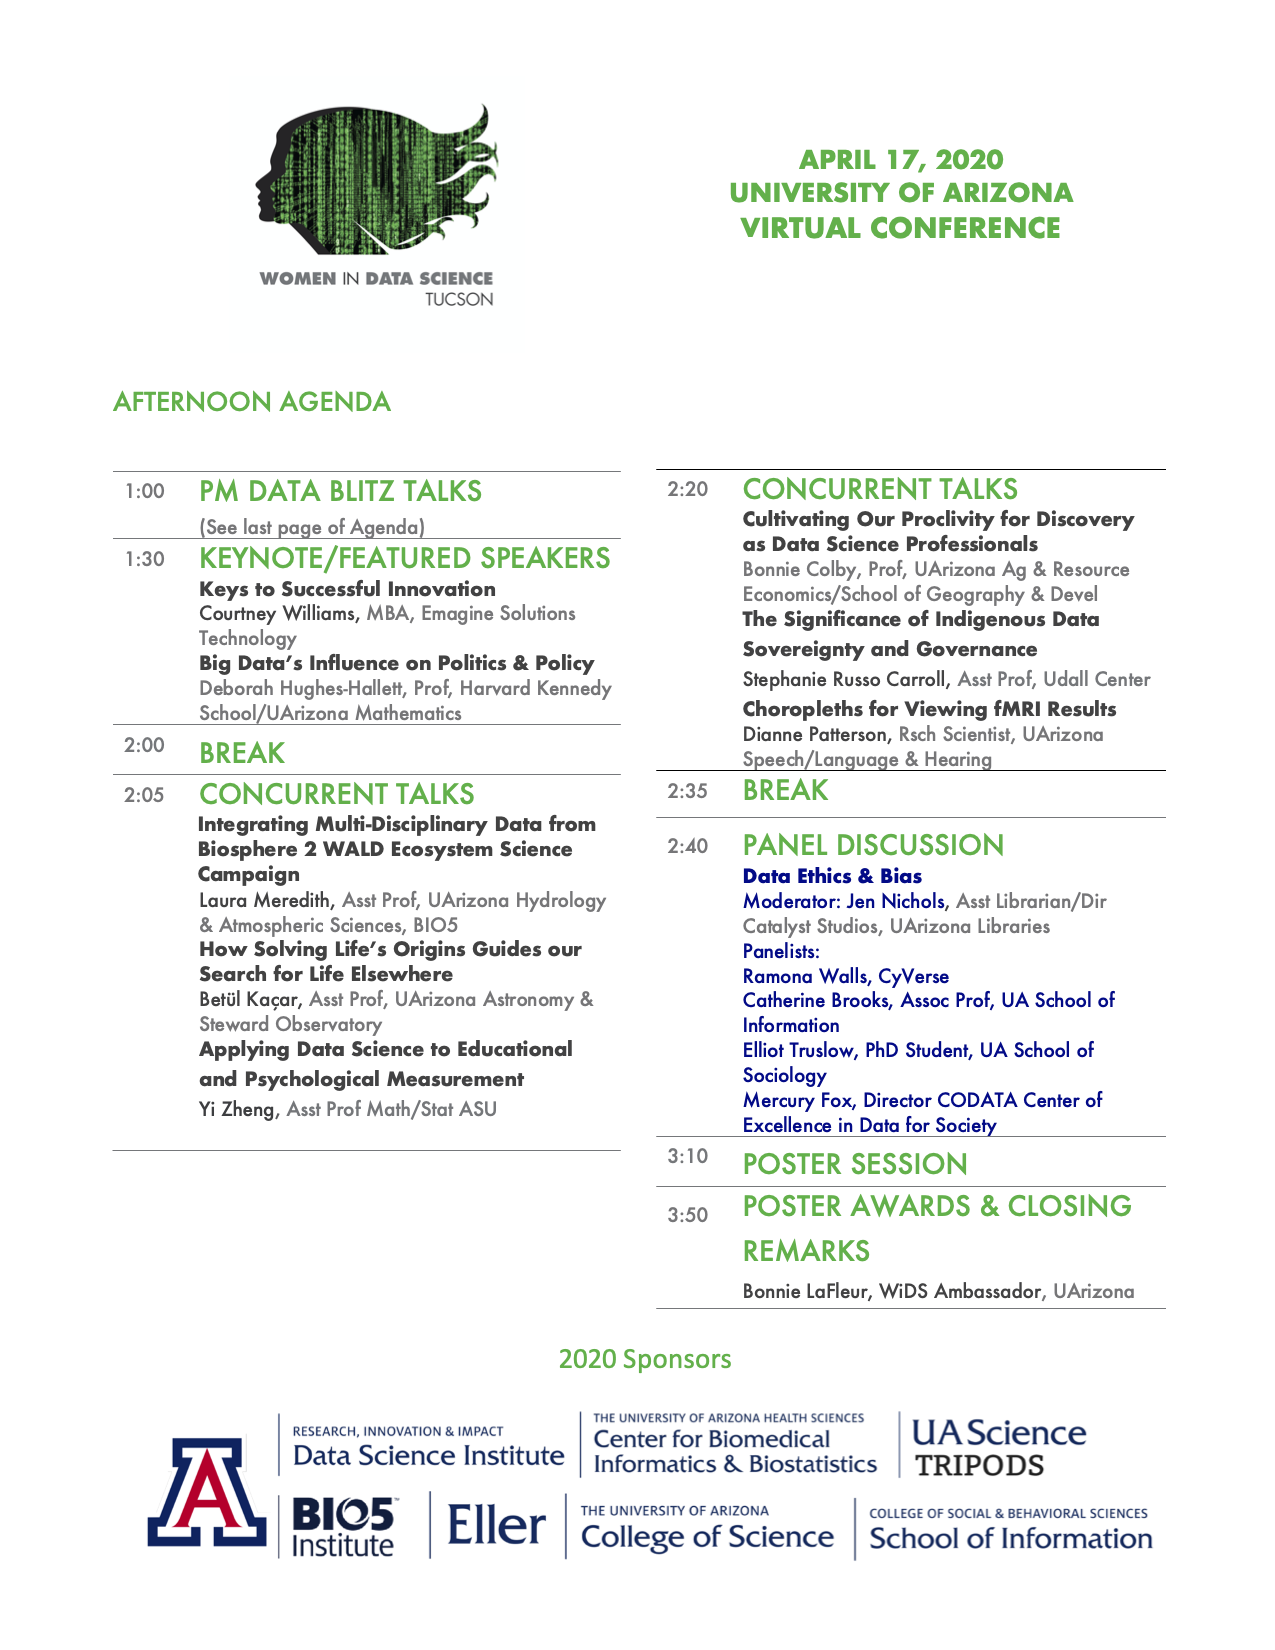 WOMEN IN DATA SCIENCE
TUCSON
APRIL 17, 2020
UNIVERSITY OF ARIZONA
VIRTUAL CONFERENCE
AFTERNOON AGENDA
1:00 PM DATA BLITZ TALKS
(See last page of Agenda)
1:30 KEYNOTE/FEATURED SPEAKERS
Keys to Successful Innovation
Courtney Williams, MBA, Emagine Solutions
Technology
Big Data’s Influence on Politics & Policy
Deborah Hughes-Hallett, Prof, Harvard Kennedy
School/UArizona Mathematics
2:00 BREAK
2:05 CONCURRENT TALKS
Integrating Multi-Disciplinary Data from
Biosphere 2 WALD Ecosystem Science
Campaign
Laura Meredith, Asst Prof, UArizona Hydrology
& Atmospheric Sciences, BIO5
How Solving Life’s Origins Guides our
Search for Life Elsewhere
Betül Kaçar, Asst Prof, UArizona Astronomy &
Steward Observatory
Applying Data Science to Educational
and Psychological Measurement
Yi Zheng, Asst Prof Math/Stat ASU
2:20 CONCURRENT TALKS
Cultivating Our Proclivity for Discovery
as Data Science Professionals
Bonnie Colby, Prof, UArizona Ag & Resource
Economics/School of Geography & Devel
The Significance of Indigenous Data
Sovereignty and Governance
Stephanie Russo Carroll, Asst Prof, Udall Center
Choropleths for Viewing fMRI Results
Dianne Patterson, Rsch Scientist, UArizona
Speech/Language & Hearing
2:35 BREAK
2:40 PANEL DISCUSSION
Data Ethics & Bias
Moderator: Jen Nichols, Asst Librarian/Dir
Catalyst Studios, UArizona Libraries
Panelists:
Ramona Walls, CyVerse
Catherine Brooks, Assoc Prof, UA School of
Information
Elliot Truslow, PhD Student, UA School of
Sociology
Mercury Fox, Director CODATA Center of
Excellence in Data for Society
3:10 POSTER SESSION
3:50 POSTER AWARDS & CLOSING
REMARKS
Bonnie LaFleur, WiDS Ambassador, UArizona
2020 Sponsors
A
RESEARCH, INNOVATION & IMPACT
Data Science Institute
THE UNIVERSITY OF ARIZONA HEALTH SCIENCES
Center for Biomedical
Informatics & Biostatistics
UA Science
TRIPODS
BIO5™
Institute
Eller
THE UNIVERSITY OF ARIZONA
College of Science
COLLEGE OF SOCIAL & BEHAVIORAL SCIENCES
School of Information